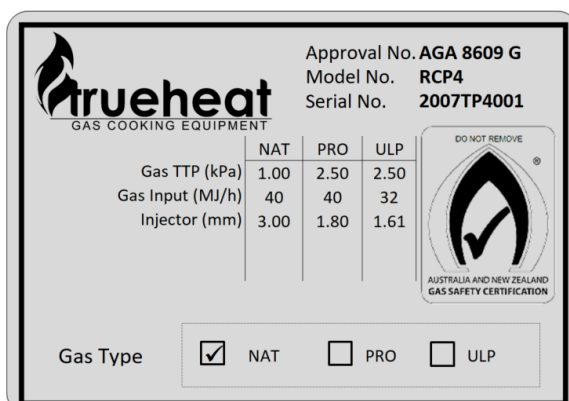 trueheat
GAS COOKING EQUIPMENT
Approval No. AGA 8609 G
Model No. RCP4
Serial No. 2007TP4001
NAT PRO ULP
Gas TTP (kPa) 1.00 2.50 2.50
Gas Input (MJ/h) 40 40 32
Injector (mm) 3.00 1.80 1.61
DO NOT REMOVE
®
AUSTRALIA AND NEW ZEALAND
GAS SAFETY CERTIFICATION
Gas Type NAT PRO ULP